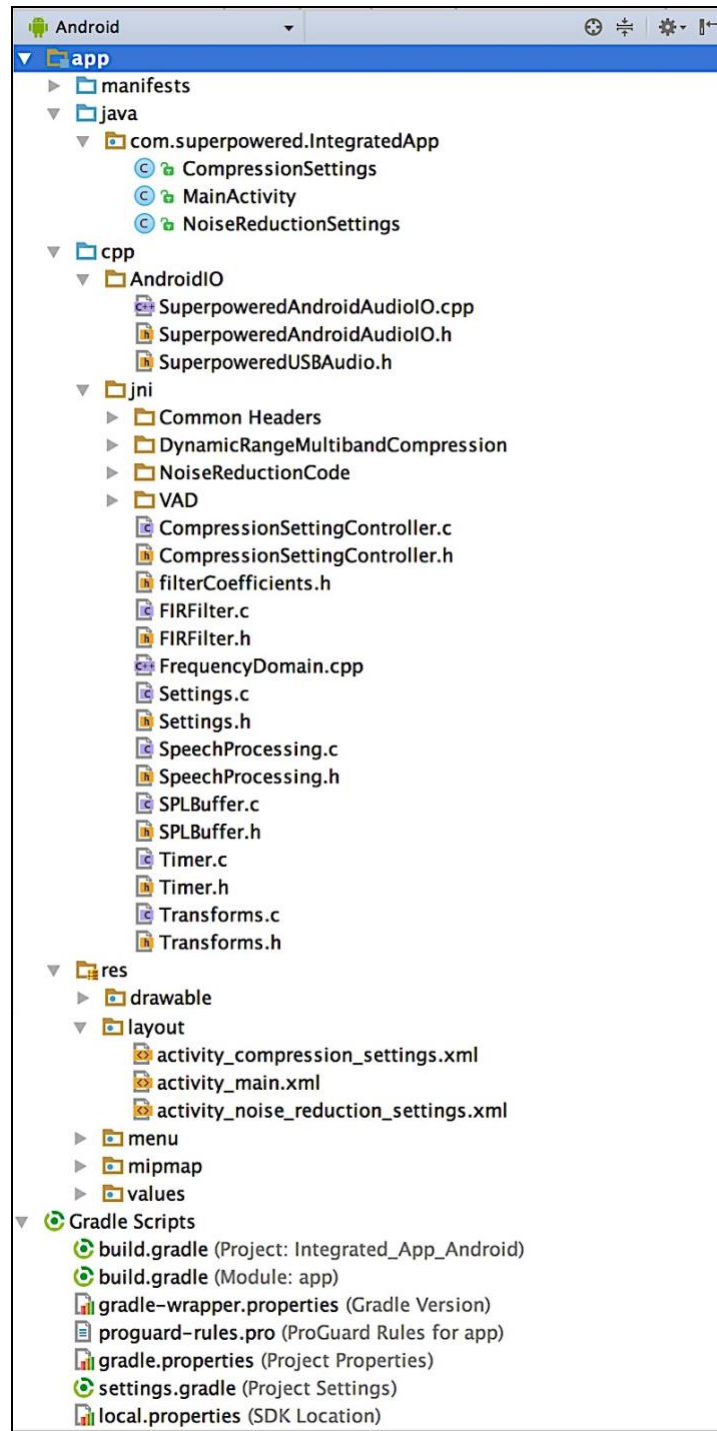 Android
app
manifests
java
com.superpowered.IntegratedApp
CompressionSettings
MainActivity
NoiseReductionSettings
cpp
AndroidIO
SuperpoweredAndroidAudioIO.cpp
SuperpoweredAndroidAudioIO.h
SuperpoweredUSBAudio.h
jni
Common Headers
DynamicRangeMultibandCompression
NoiseReductionCode
VAD
CompressionSettingController.c
CompressionSettingController.h
filterCoefficients.h
FIRFilter.c
FIRFilter.h
FrequencyDomain.cpp
Settings.c
Settings.h
SpeechProcessing.c
SpeechProcessing.h
SPLBuffer.c
SPLBuffer.h
Timer.c
Timer.h
Transforms.c
Transforms.h
res
drawable
layout
activity_compression_settings.xml
activity_main.xml
activity_noise_reduction_settings.xml
menu
mipmap
values
Gradle Scripts
build.gradle (Project: Integrated_App_Android)
build.gradle (Module: app)
gradle-wrapper.properties (Gradle Version)
proguard-rules.pro (ProGuard Rules for app)
gradle.properties (Project Properties)
settings.gradle (Project Settings)
local.properties (SDK Location)